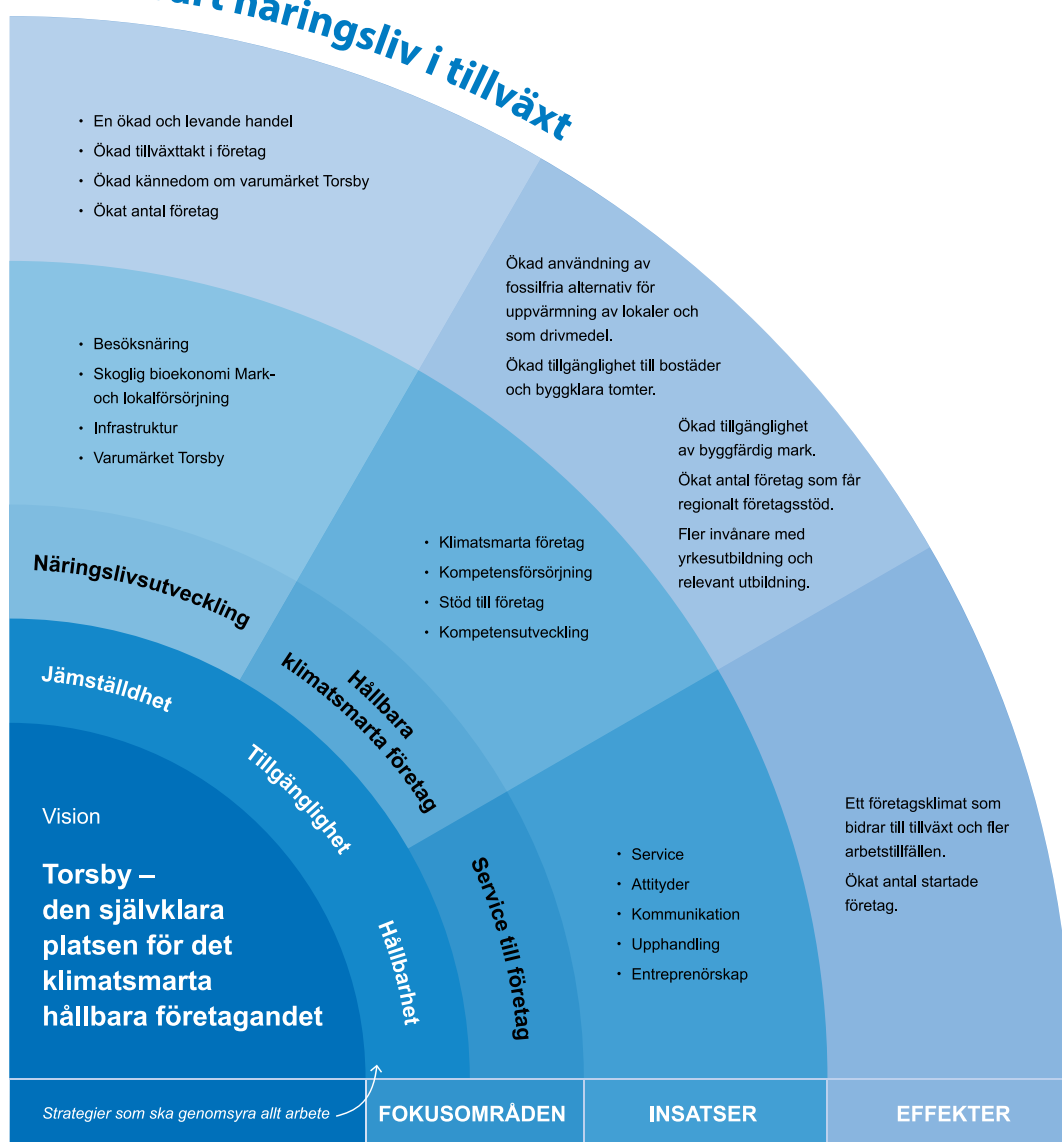 näringsliv i tillväxt
• En ökad och levande handel
• Ökad tillväxttakt i företag
• Ökad kännedom om varumärket Torsby
• Ökat antal företag
Ökad användning av
fossilfria alternativ för
uppvärmning av lokaler och
som drivmedel.
Ökad tillgänglighet till bostäder
och byggklara tomter.
Ökad tillgänglighet
av byggfärdig mark.
Ökat antal företag som får
regionalt företagsstöd.
Fler invånare med
yrkesutbildning och
relevant utbildning.
Ett företagsklimat som
bidrar till tillväxt och fler
arbetstillfällen.
Ökat antal startade
företag.
• Besöksnäring
• Skoglig bioekonomi Mark-
och lokalförsörjning
• Infrastruktur
• Varumärket Torsby
• Klimatsmarta företag
• Kompetensförsörjning
• Stöd till företag
• Kompetensutveckling
• Service
• Attityder
• Kommunikation
• Upphandling
• Entreprenörskap
Näringslivsutveckling
Hållbara
klimatsmarta företag
Service till företag
Jämställdhet
Tillgänglighet
Hållbarhet
Vision
Torsby –
den självklara
platsen för det
klimatsmarta
hållbara företagandet
Strategier som ska genomsyra allt arbete
FOKUSOMRÅDEN
INSATSER
EFFEKTER